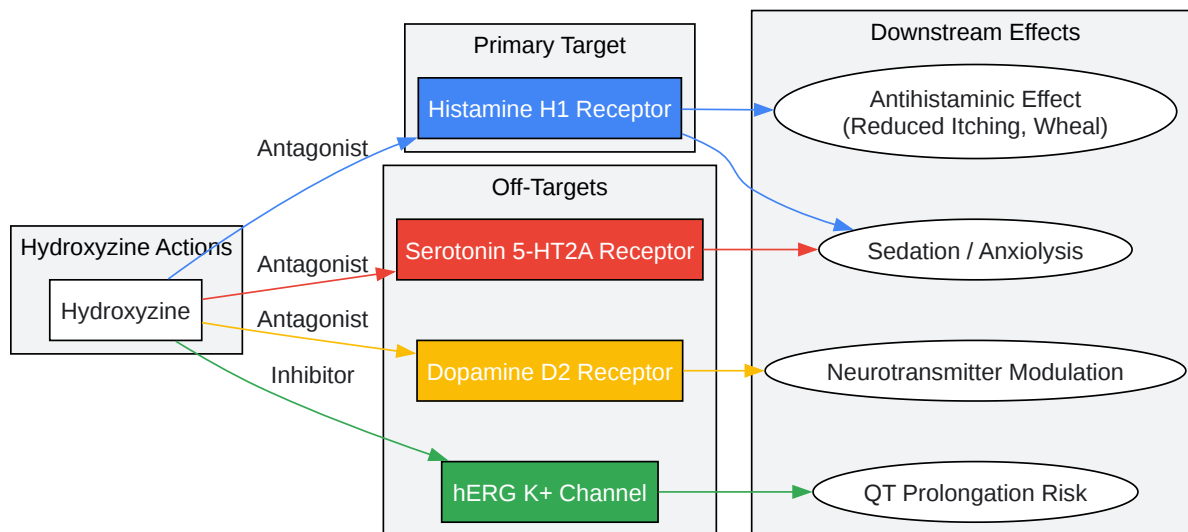 Primary Target
Downstream Effects
Histamine H1 Receptor
Antihistaminic Effect
(Reduced Itching, Wheal)
Antagonist
Off-Targets
Hydroxyzine Actions
Serotonin 5-HT2A Receptor
Sedation / Anxiolysis
Antagonist
Hydroxyzine
Antagonist
Dopamine D2 Receptor
Neurotransmitter Modulation
Inhibitor
hERG K+ Channel
QT Prolongation Risk